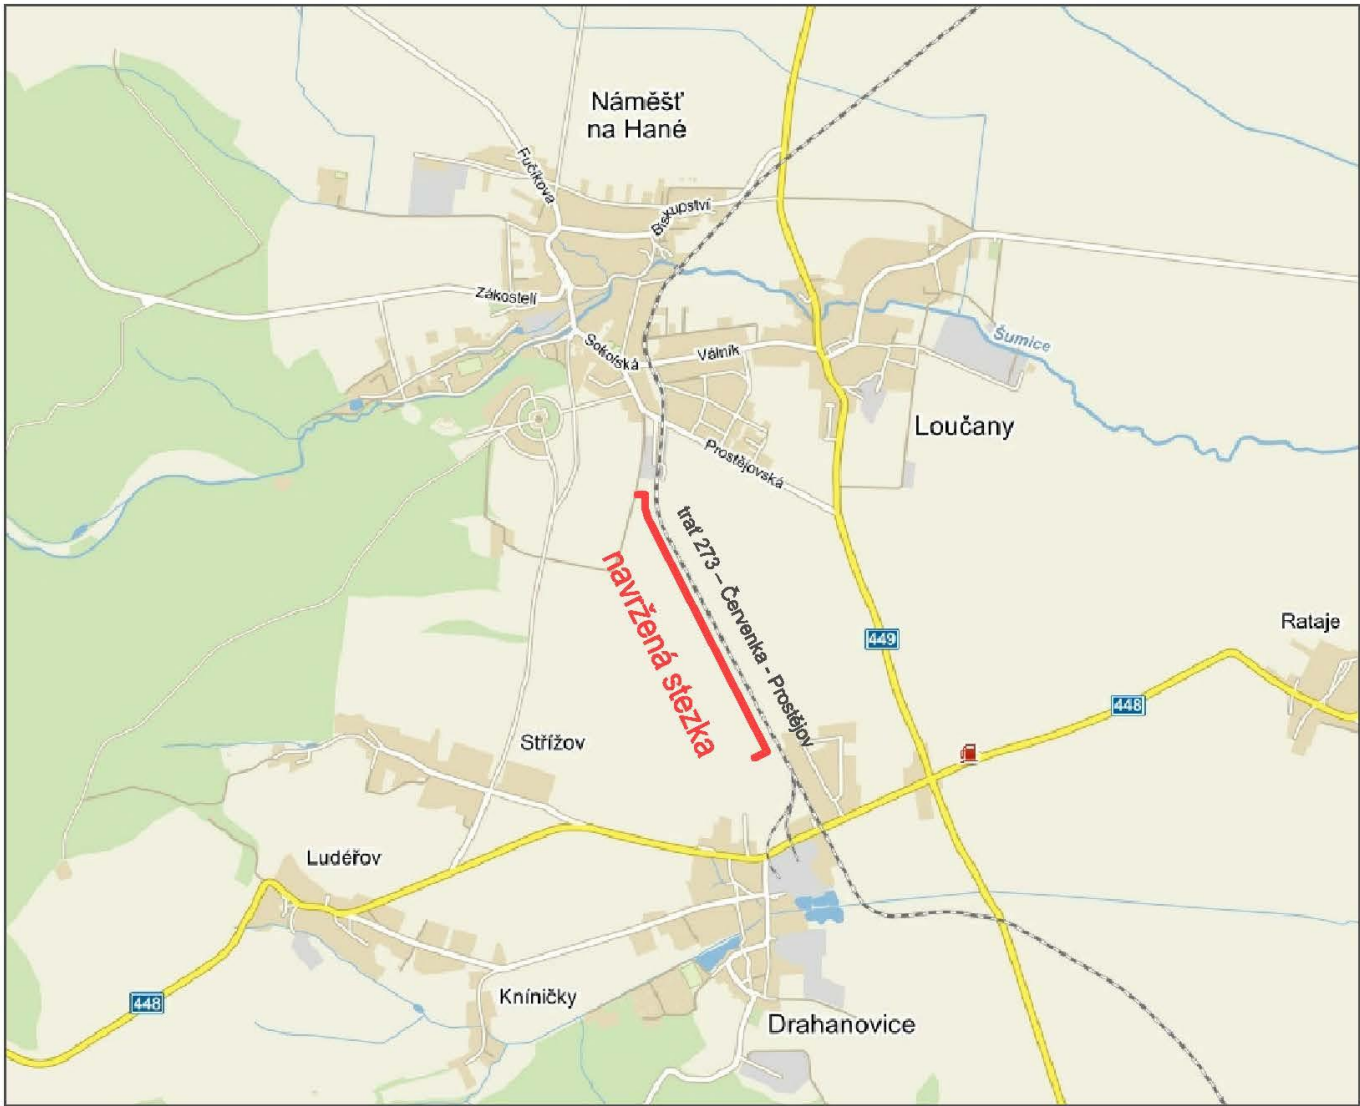 Náměšť
na Hané
Fučíkova
Biskupství
Zákostelí
Sokolská
Válník
Šumice
Loučany
Prostějovská
trať 273 – Červenka - Prostějov
navržená stezka
449
Rataje
448
Střížov
Ludéřov
448
Kníničky
Drahanovice